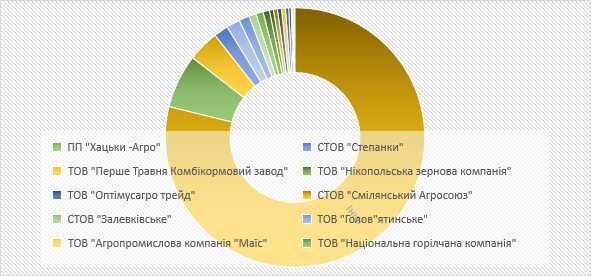 ПП "Хацьки -Агро"
СТОВ "Степанки"
ТОВ "Перше Травня Комбікормовий завод"
ТОВ "Нікопольська зернова компанія"
ТОВ "Оптімусагро трейд"
СТОВ "Смілянський Агросоюз"
СТОВ "Залевківське"
ТОВ "Голов"ятинське"
ТОВ "Агропромислова компанія "Маїс"
ТОВ "Національна горілчана компанія"